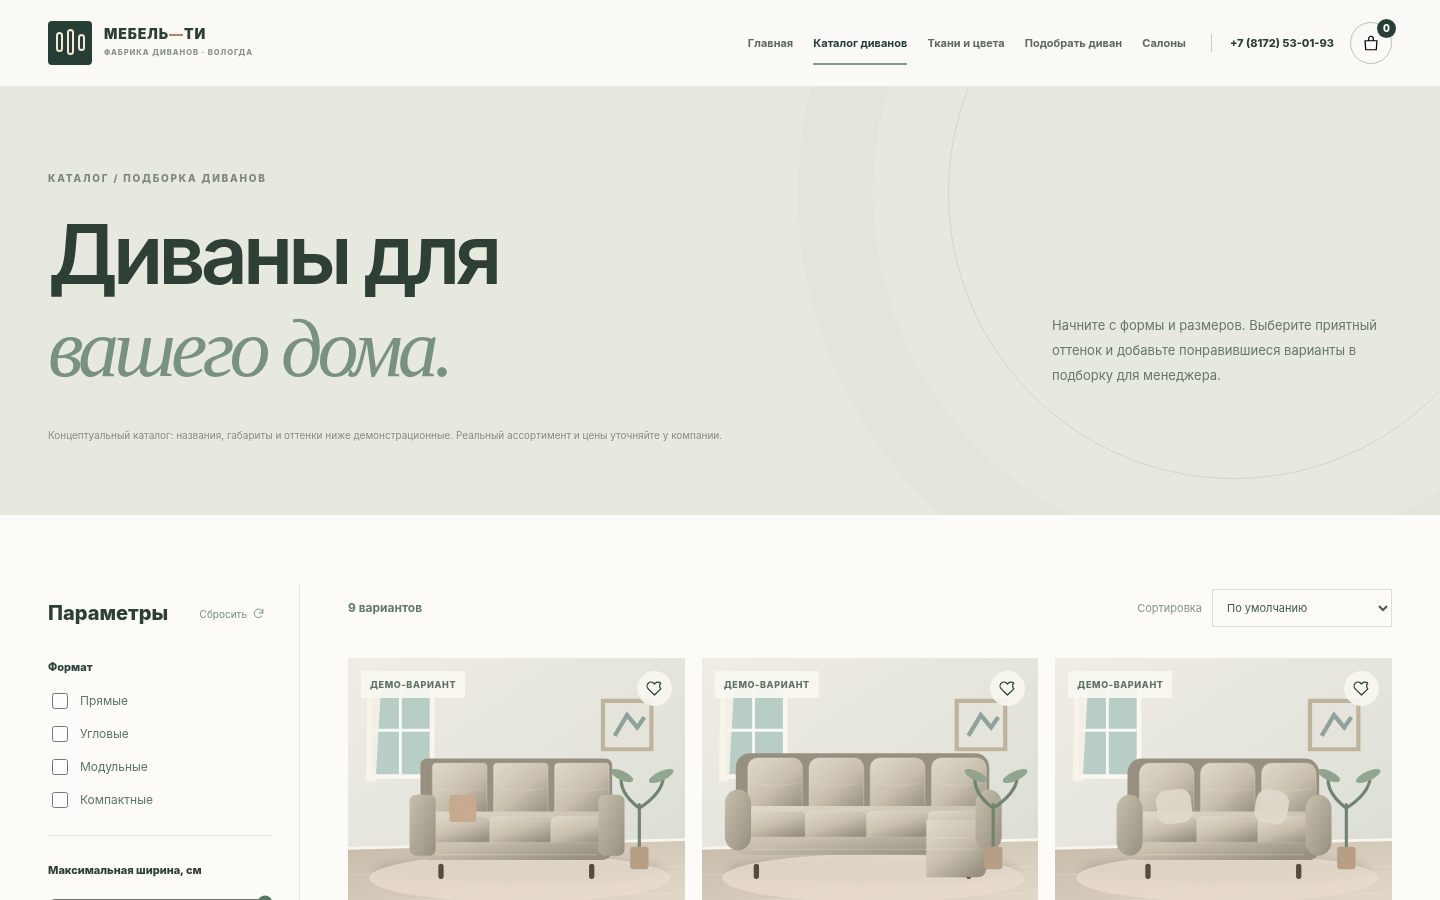 МЕБЕЛЬ—ТИ
ФАБРИКА ДИВАНОВ · ВОЛОГДА
Главная
Каталог диванов
Ткани и цвета
Подобрать диван
Салоны
+7 (8172) 53-01-93
0
КАТАЛОГ / ПОДБОРКА ДИВАНОВ
Диваны для
вашего дома.
Начните с формы и размеров. Выберите приятный
оттенок и добавьте понравившиеся варианты в
подборку для менеджера.
Концептуальный каталог: названия, габариты и оттенки ниже демонстрационные. Реальный ассортимент и цены уточняйте у компании.
Параметры
Сбросить
Формат
Прямые
Угловые
Модульные
Компактные
Максимальная ширина, см
9 вариантов
Сортировка
По умолчанию
ДЕМО-ВАРИАНТ
ДЕМО-ВАРИАНТ
ДЕМО-ВАРИАНТ